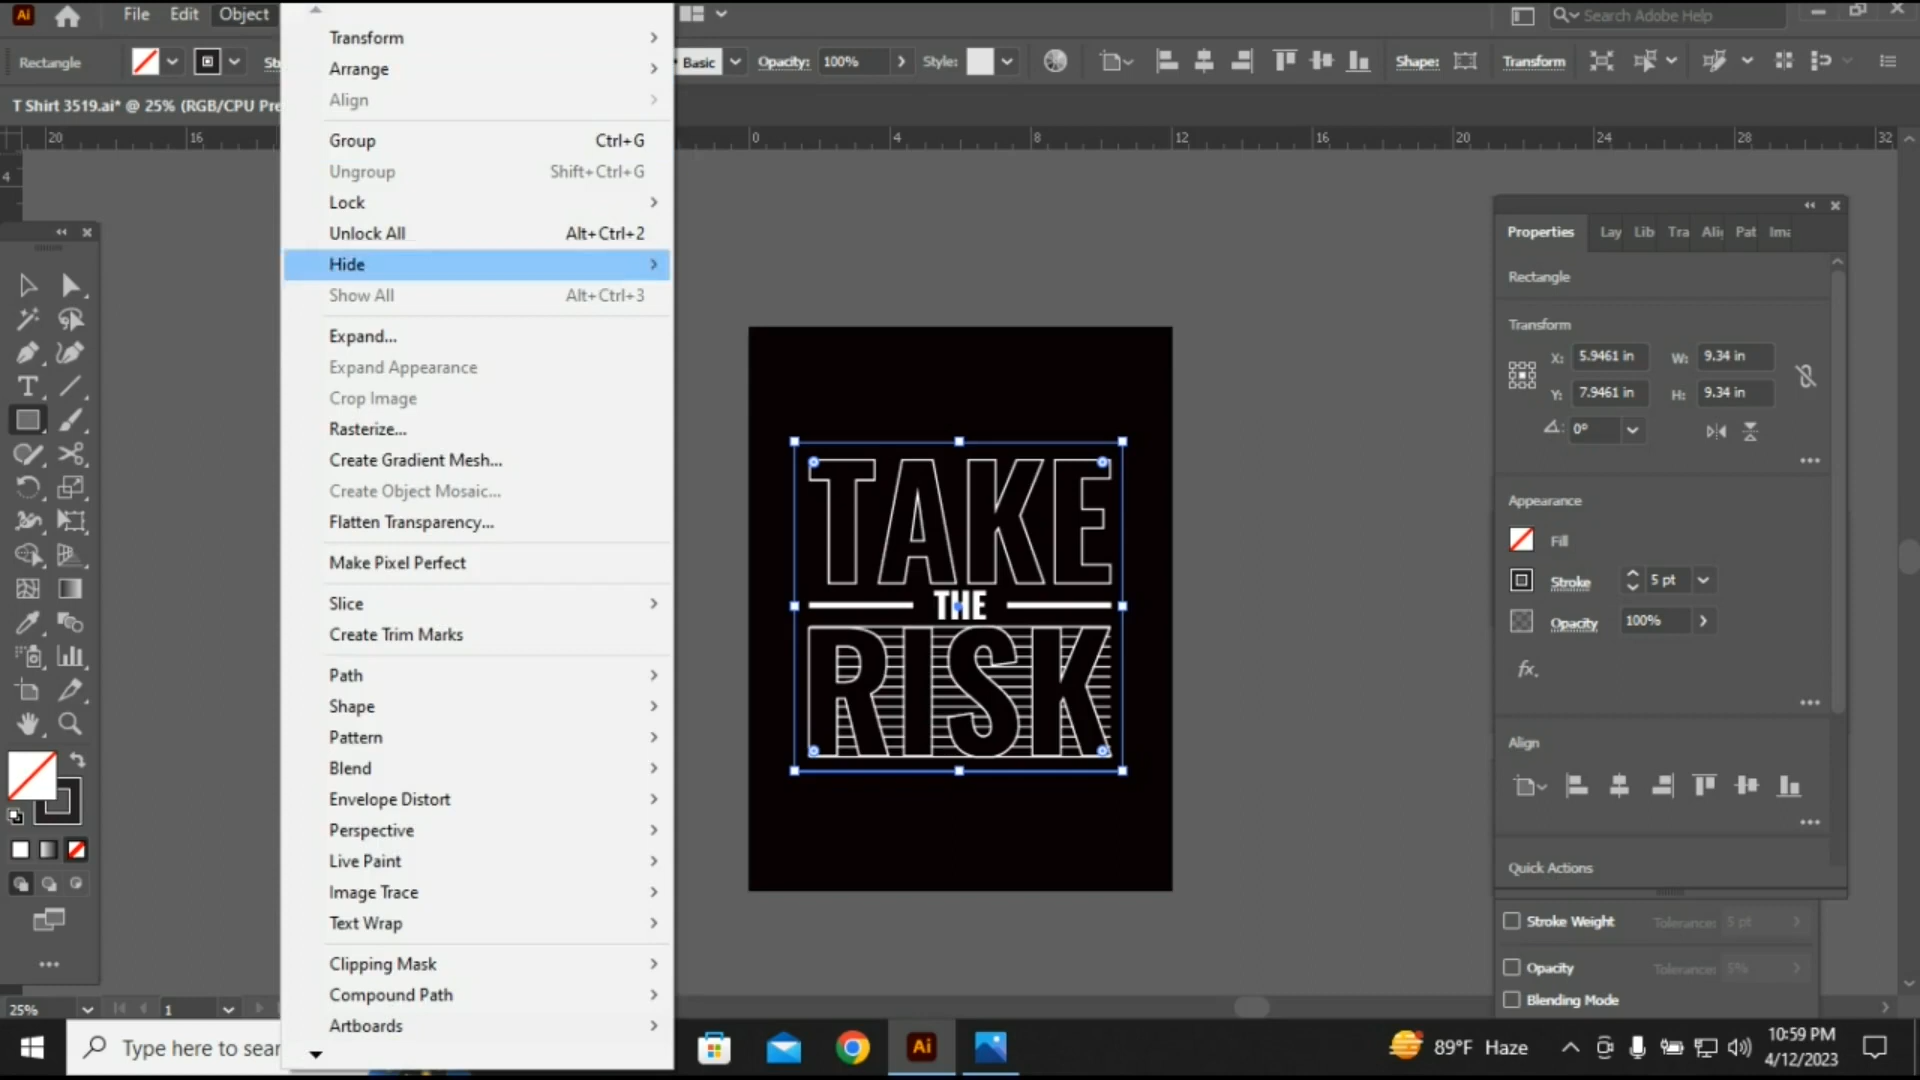 Ai File Edit Object Search Adobe Help
Rectangle Basic Opacity: 100% Style: Shape: Transform
T Shirt 3519.ai* @ 25% (RGB/CPU Pre
20 16 0 4 8 12 16 20 24 28 32
4
Transform
Arrange
Align
Group Ctrl+G
Ungroup Shift+Ctrl+G
Lock
Unlock All Alt+Ctrl+2
Hide
Show All Alt+Ctrl+3
Expand...
Expand Appearance
Crop Image
Rasterize...
Create Gradient Mesh...
Create Object Mosaic...
Flatten Transparency...
Make Pixel Perfect
Slice
Create Trim Marks
Path
Shape
Pattern
Blend
Envelope Distort
Perspective
Live Paint
Image Trace
Text Wrap
Clipping Mask
Compound Path
Artboards
TAKE
THE
RISK
Properties Lay Lib Tra Alig Pat Ima
Rectangle
Transform
X: 5.9461 in W: 9.34 in
Y: 7.9461 in H: 9.34 in
0°
Appearance
Fill
Stroke 5 pt
Opacity 100%
fx.
Align
Quick Actions
Stroke Weight Tolerance: 5 pt
Opacity Tolerance: 5%
Blending Mode
25% 1
Type here to sear
Ai
89°F Haze
10:59 PM
4/12/2023